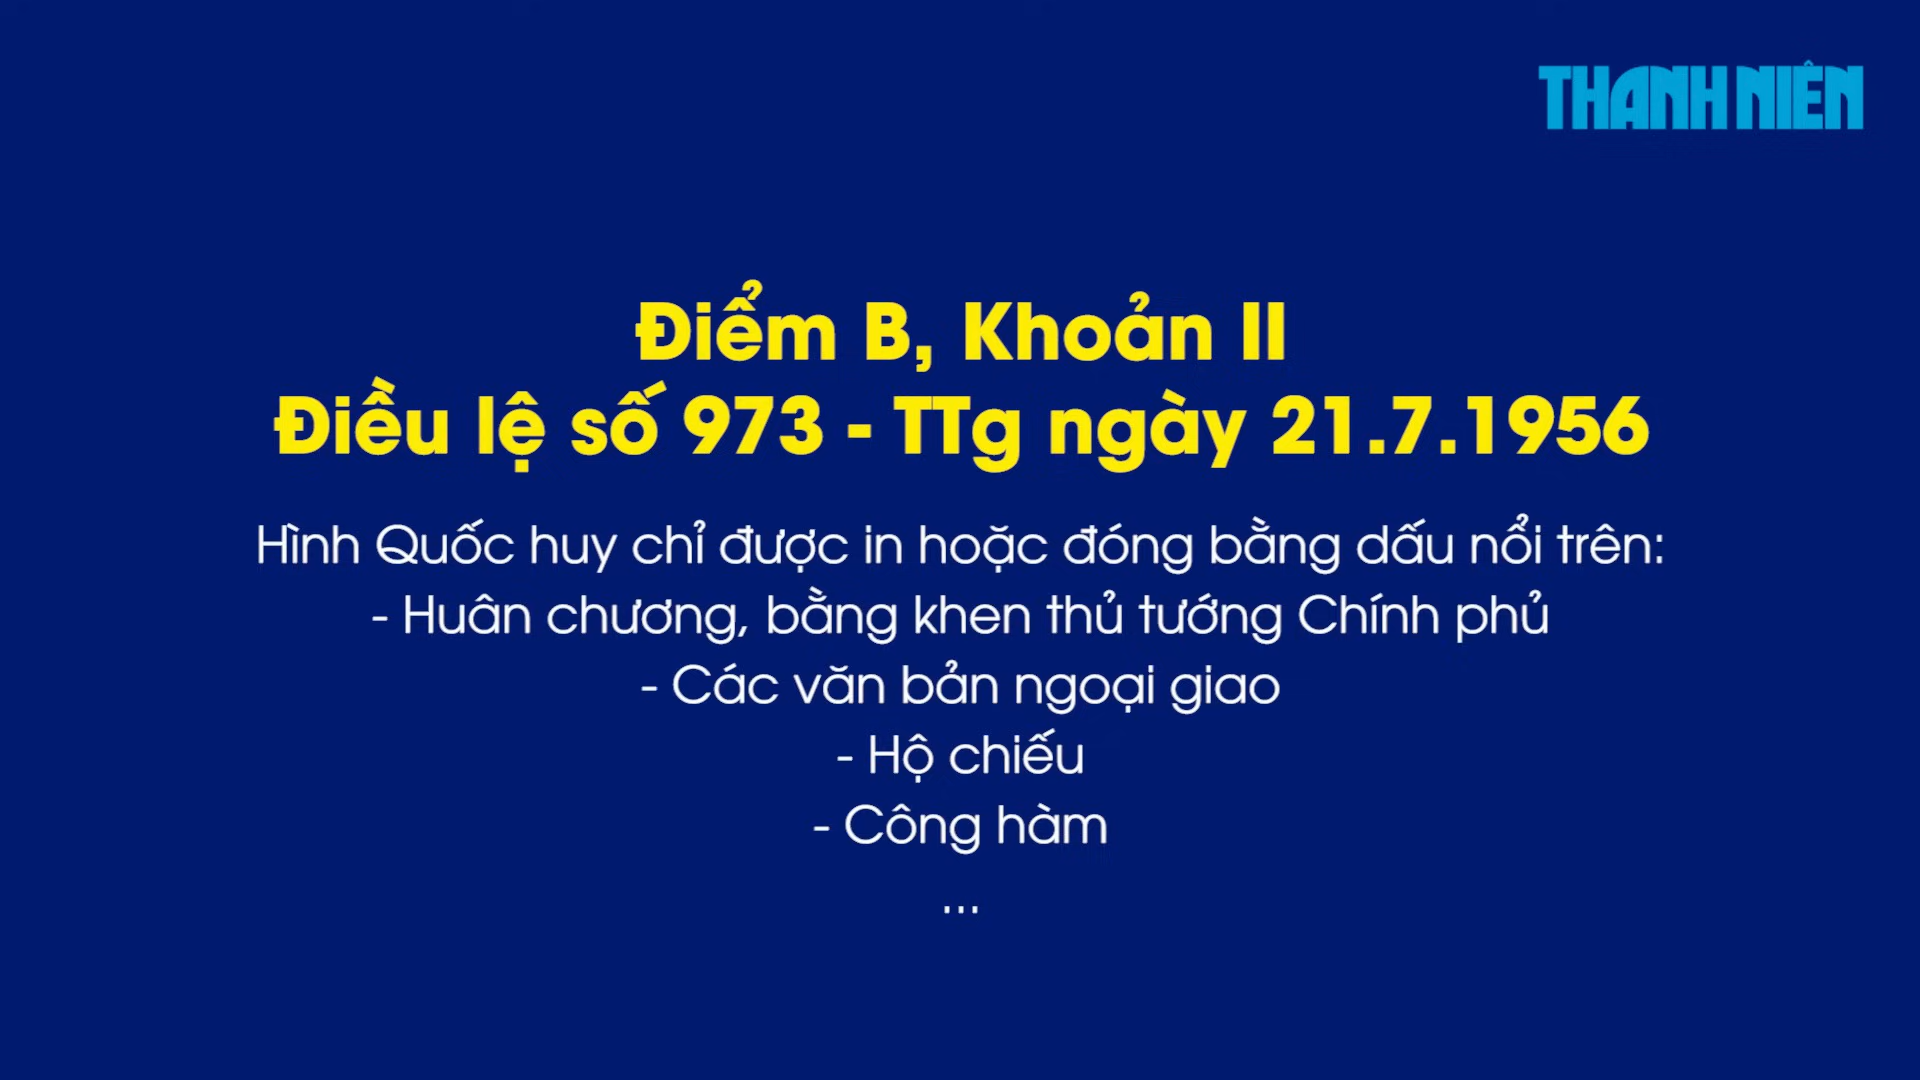 THANH NIÊN
Điểm B, Khoản II
Điều lệ số 973 - TTg ngày 21.7.1956
Hình Quốc huy chỉ được in hoặc đóng bằng dấu nổi trên:
- Huân chương, bằng khen thủ tướng Chính phủ
- Các văn bản ngoại giao
- Hộ chiếu
- Công hàm
...